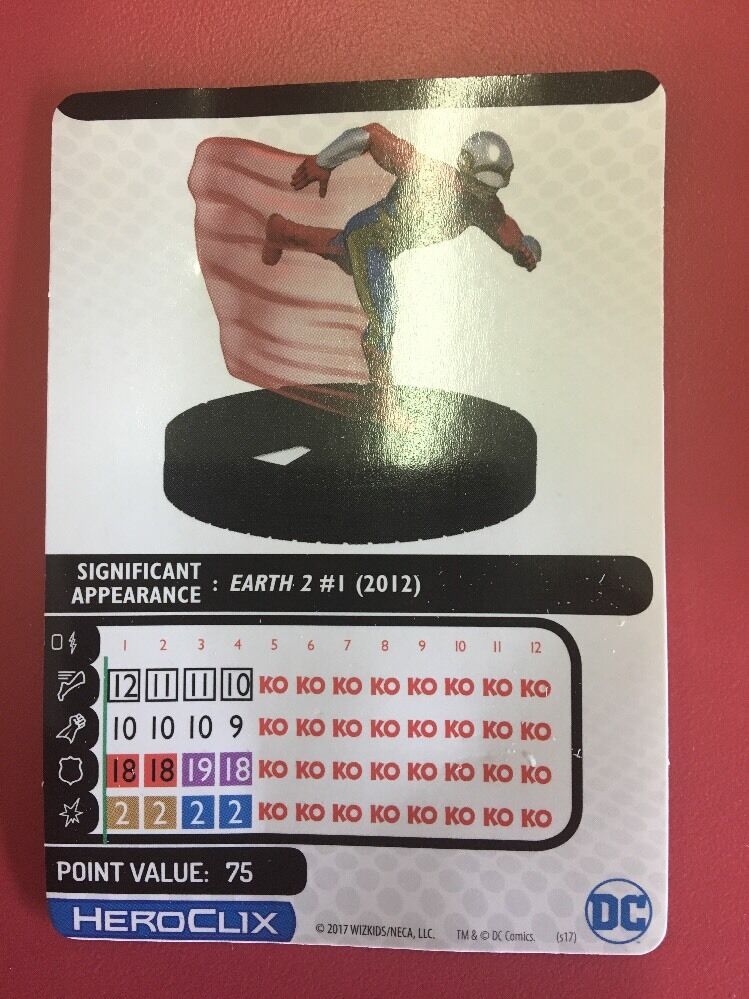 SIGNIFICANT APPEARANCE : EARTH 2 #1 (2012)
1 2 3 4 5 6 7 8 9 10 11 12
12 11 11 10 KO KO KO KO KO KO KO KO
10 10 10 9 KO KO KO KO KO KO KO KO
18 18 19 18 KO KO KO KO KO KO KO KO
2 2 2 2 KO KO KO KO KO KO KO KO
POINT VALUE: 75
HEROCLIX
© 2017 WIZKIDS/NECA, LLC. TM & © DC Comics. (s17)
DC